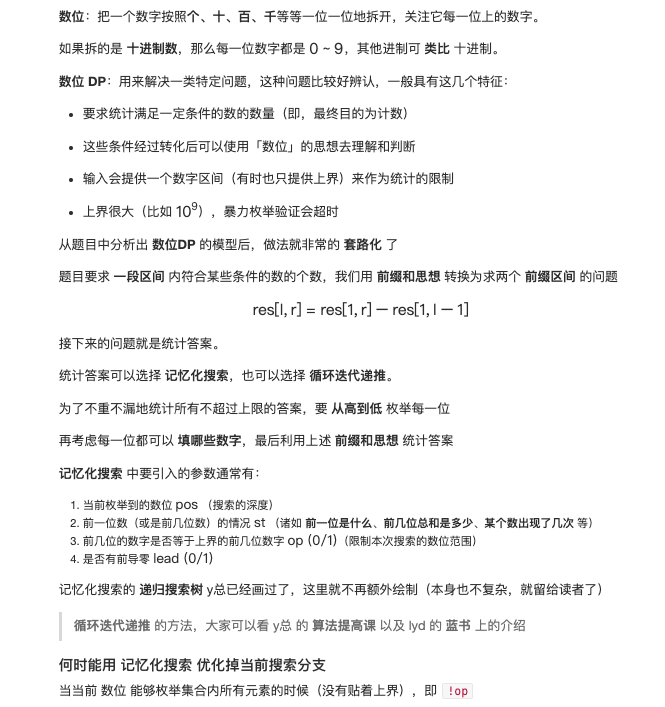 数位：把一个数字按照个、十、百、千等等一位一位地拆开，关注它每一位上的数字。
如果拆的是 十进制数，那么每一位数字都是 0 ~ 9，其他进制可 类比 十进制。
数位 DP：用来解决一类特定问题，这种问题比较好辨认，一般具有这几个特征：
• 要求统计满足一定条件的数的数量（即，最终目的为计数）
• 这些条件经过转化后可以使用「数位」的思想去理解和判断
• 输入会提供一个数字区间（有时也只提供上界）来作为统计的限制
• 上界很大（比如 10⁹），暴力枚举验证会超时
从题目中分析出 数位DP 的模型后，做法就非常的 套路化 了
题目要求 一段区间 内符合某些条件的数的个数，我们用 前缀和思想 转换为求两个 前缀区间 的问题
res[l, r] = res[1, r] − res[1, l − 1]
接下来的问题就是统计答案。
统计答案可以选择 记忆化搜索，也可以选择 循环迭代递推。
为了不重不漏地统计所有不超过上限的答案，要 从高到低 枚举每一位
再考虑每一位都可以 填哪些数字，最后利用上述 前缀和思想 统计答案
记忆化搜索 中要引入的参数通常有：
1. 当前枚举到的数位 pos （搜索的深度）
2. 前一位数（或是前几位数）的情况 st （诸如 前一位是什么、前几位总和是多少、某个数出现了几次 等）
3. 前几位的数字是否等于上界的前几位数字 op (0/1)（限制本次搜索的数位范围）
4. 是否有前导零 lead (0/1)
记忆化搜索的 递归搜索树 y总已经画过了，这里就不再额外绘制（本身也不复杂，就留给读者了）
循环迭代递推 的方法，大家可以看 y总 的 算法提高课 以及 lyd 的 蓝书 上的介绍
何时能用 记忆化搜索 优化掉当前搜索分支
当当前 数位 能够枚举集合内所有元素的时候（没有贴着上界），即 !op